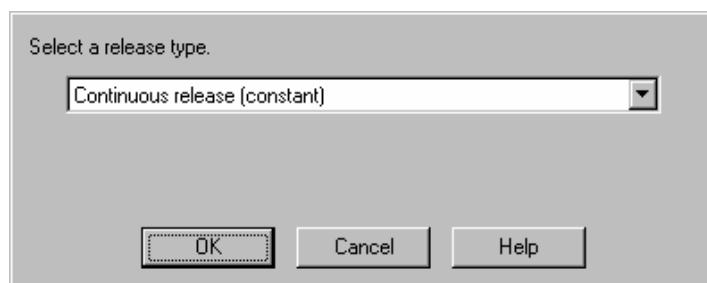 Select a release type.
Continuous release (constant)
OK Cancel Help